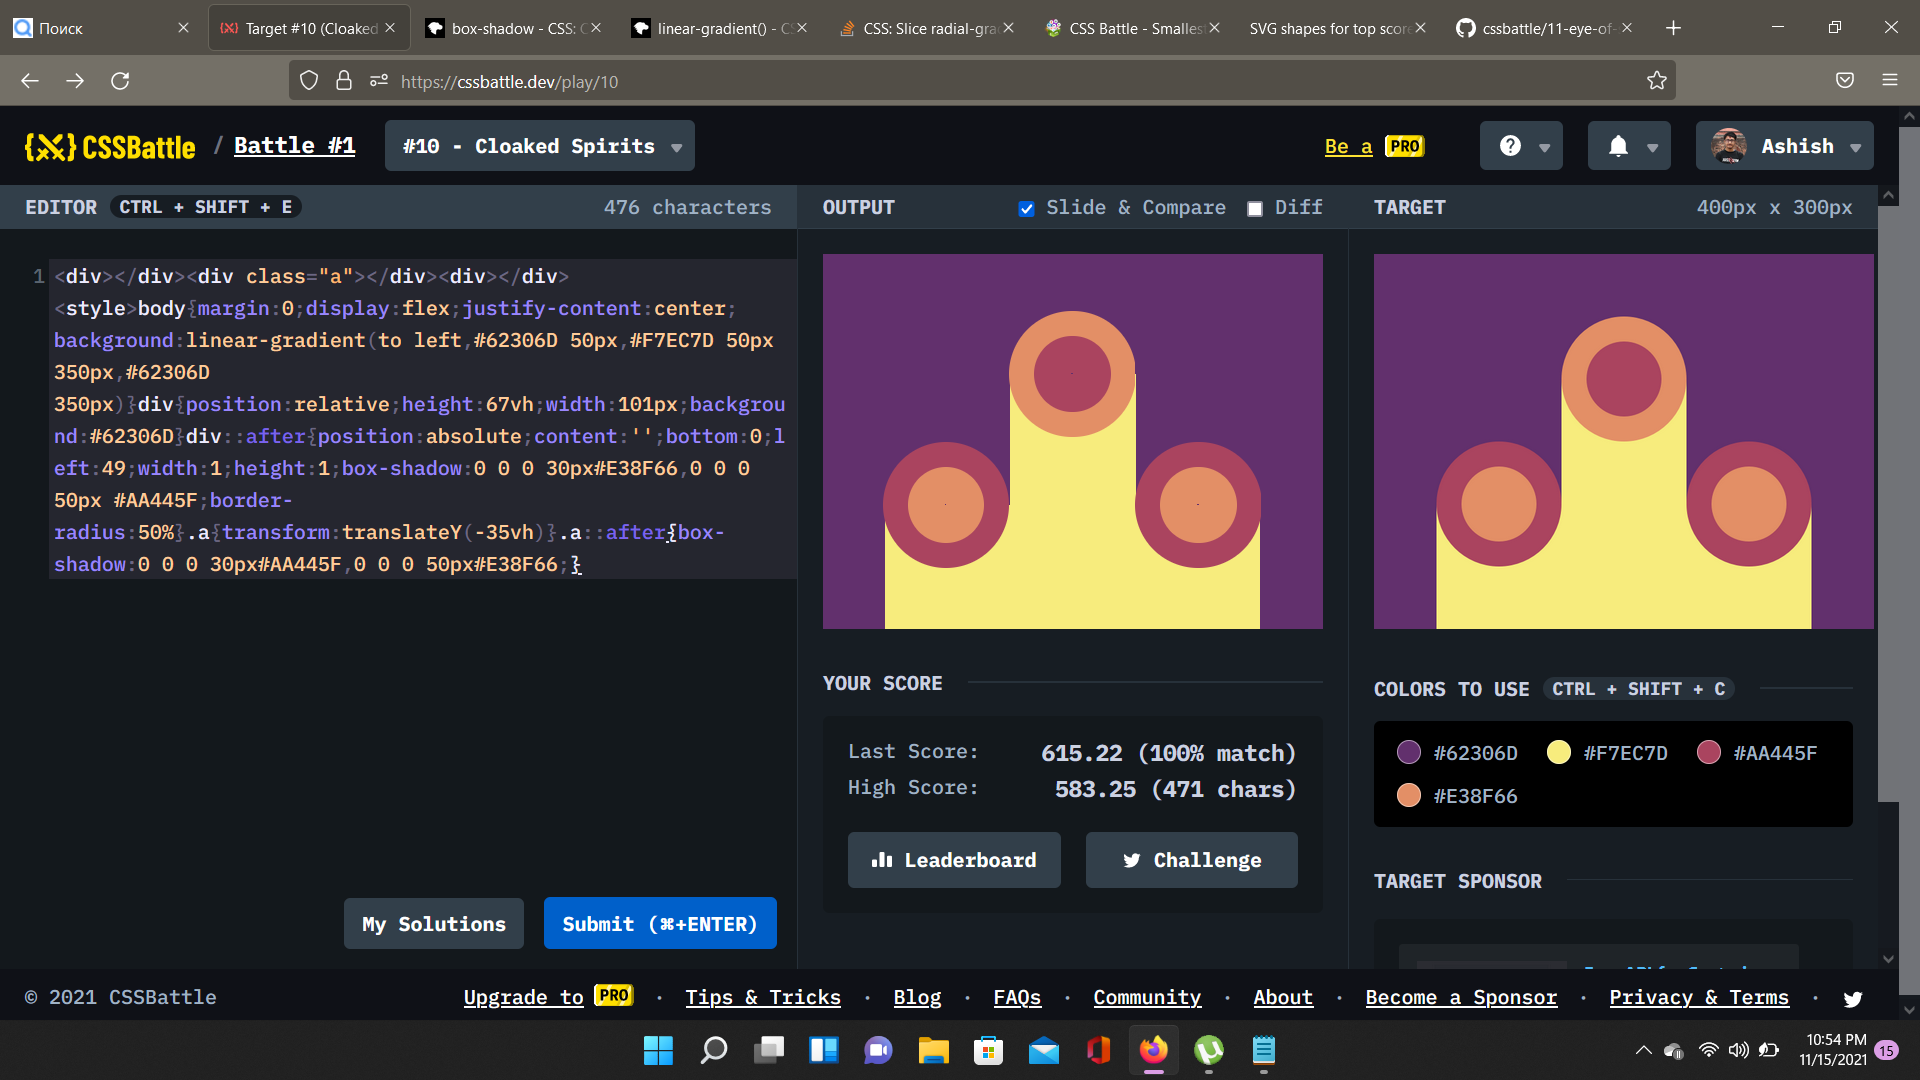 Поиск
Target #10 (Cloaked
box-shadow - CSS: C
linear-gradient() - CS
CSS: Slice radial-gra
CSS Battle - Smalles
SVG shapes for top score
cssbattle/11-eye-of-
https://cssbattle.dev/play/10
CSSBattle / Battle #1
#10 - Cloaked Spirits
Be a PRO
Ashish
EDITOR CTRL + SHIFT + E
476 characters
OUTPUT
Slide & Compare
Diff
TARGET
400px x 300px
1
<div></div><div class="a"></div><div></div>
<style>body{margin:0;display:flex;justify-content:center;
background:linear-gradient(to left,#62306D 50px,#F7EC7D 50px
350px,#62306D
350px)}div{position:relative;height:67vh;width:101px;backgrou
nd:#62306D}div::after{position:absolute;content:'';bottom:0;l
eft:49;width:1;height:1;box-shadow:0 0 0 30px#E38F66,0 0 0
50px #AA445F;border-
radius:50%}.a{transform:translateY(-35vh)}.a::after{box-
shadow:0 0 0 30px#AA445F,0 0 0 50px#E38F66;}
YOUR SCORE
Last Score: 615.22 (100% match)
High Score: 583.25 (471 chars)
Leaderboard
Challenge
COLORS TO USE CTRL + SHIFT + C
#62306D
#F7EC7D
#AA445F
#E38F66
TARGET SPONSOR
My Solutions
Submit (⌘+ENTER)
© 2021 CSSBattle
Upgrade to PRO · Tips & Tricks · Blog · FAQs · Community · About · Become a Sponsor · Privacy & Terms ·
10:54 PM
11/15/2021
15